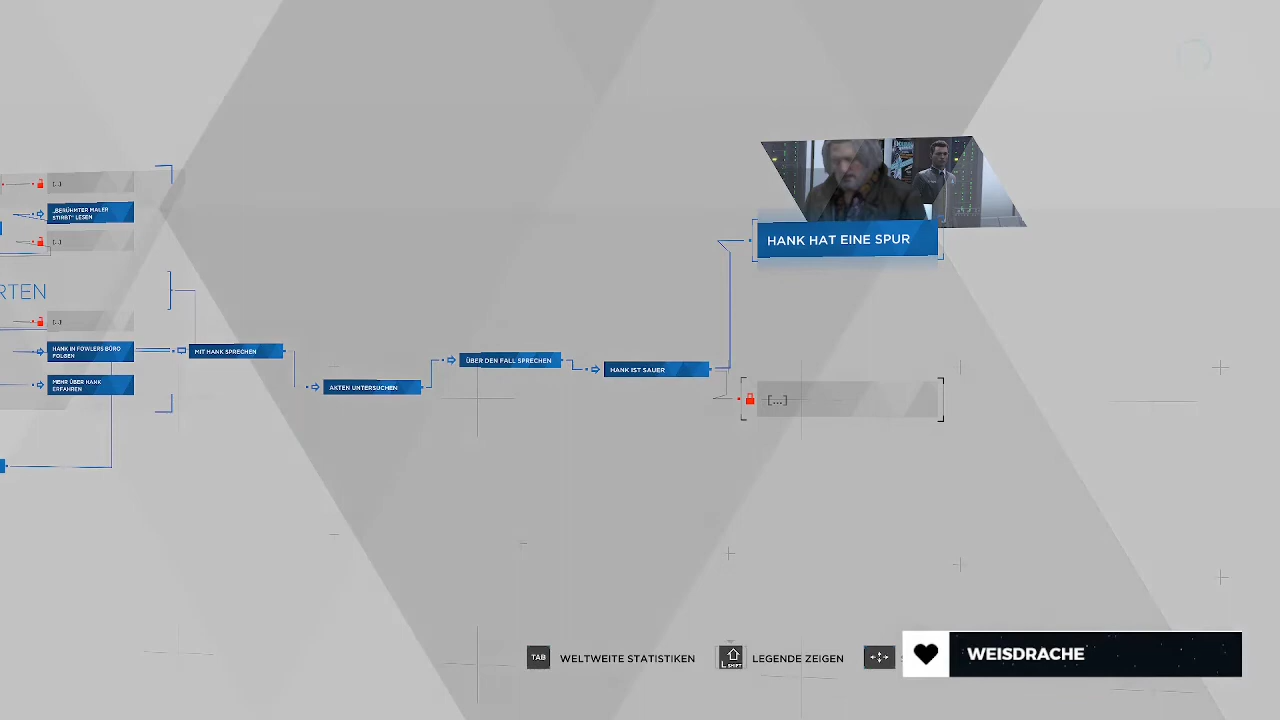 [...]
„BERÜHMTER MALER
STIRBT“ LESEN
[...]
RTEN
[...]
HANK IN FOWLERS BÜRO
FOLGEN
MEHR ÜBER HANK
ERFAHREN
MIT HANK SPRECHEN
AKTEN UNTERSUCHEN
ÜBER DEN FALL SPRECHEN
HANK IST SAUER
HANK HAT EINE SPUR
[...]
TAB WELTWEITE STATISTIKEN
L SHIFT LEGENDE ZEIGEN
WEISDRACHE